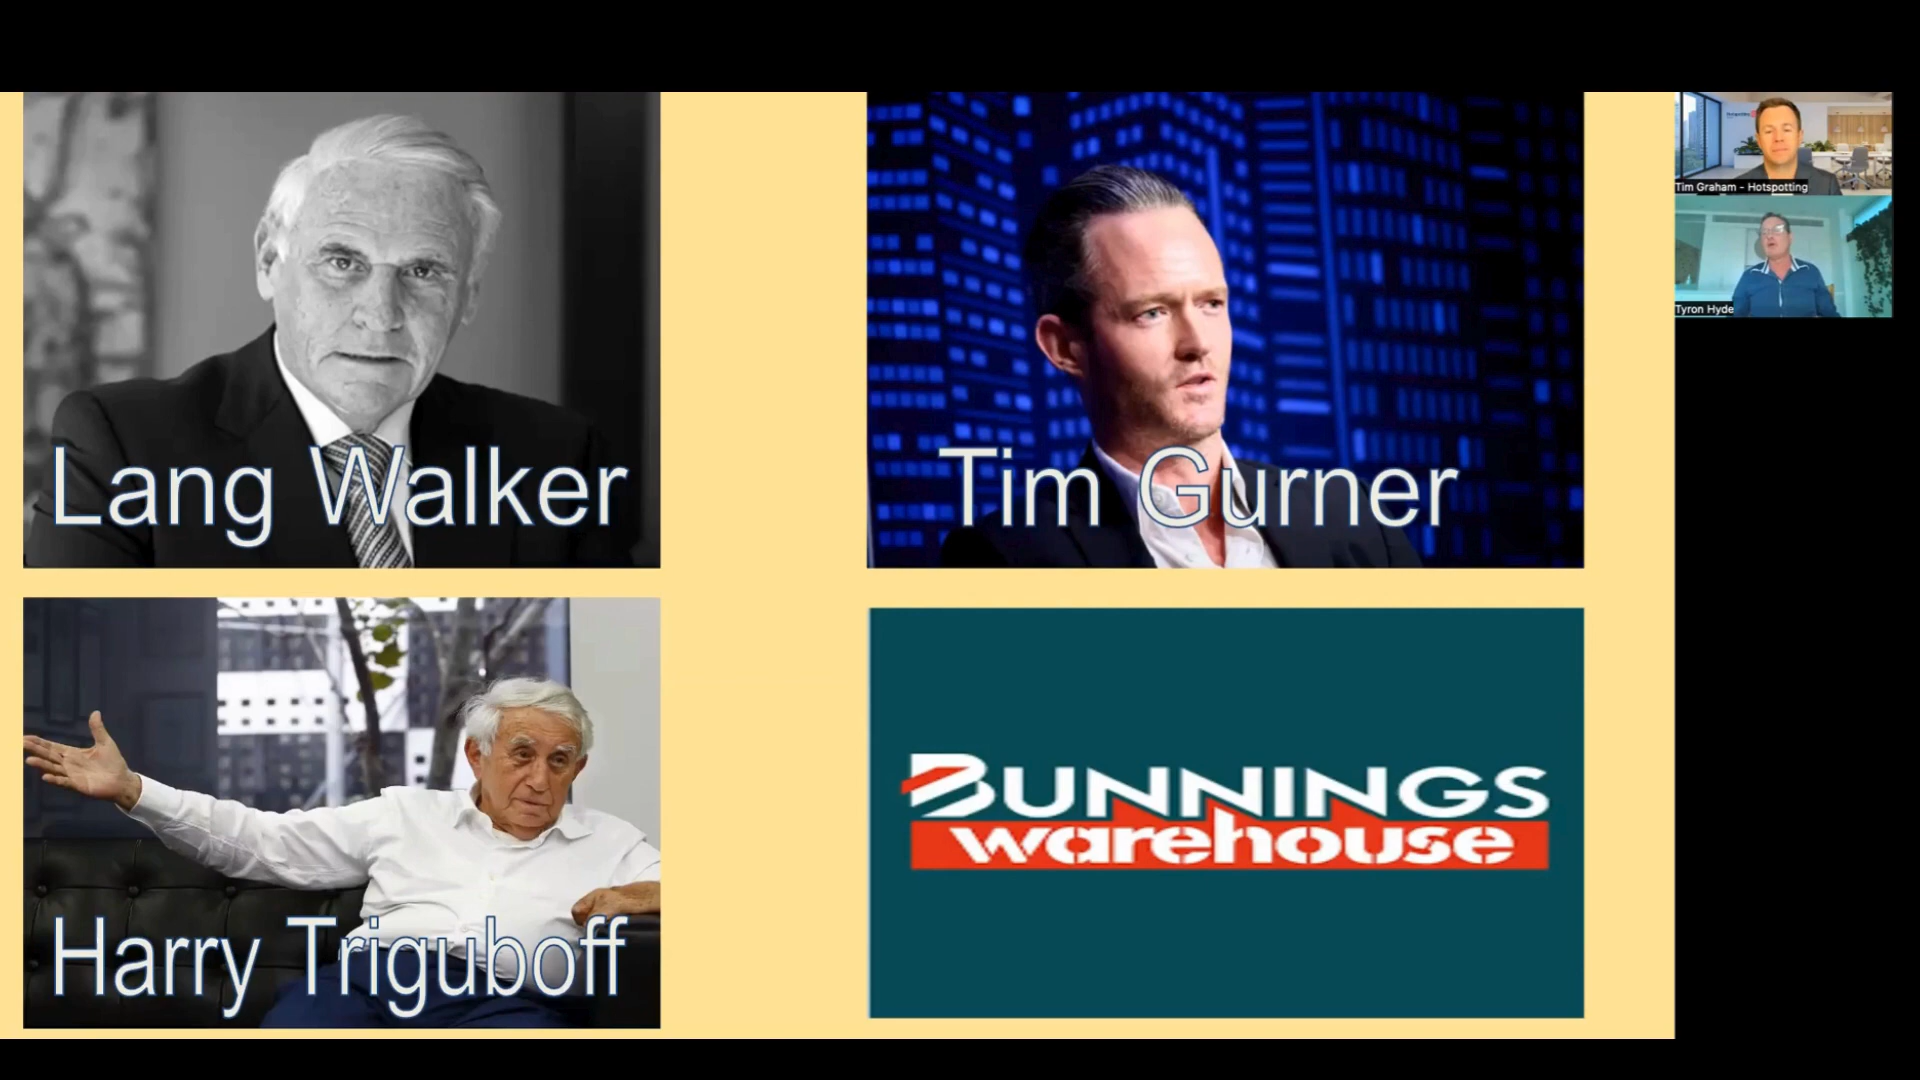 Lang Walker
Tim Gurner
Harry Triguboff
BUNNINGS
warehouse
Tim Graham - Hotspotting
Tyron Hyde